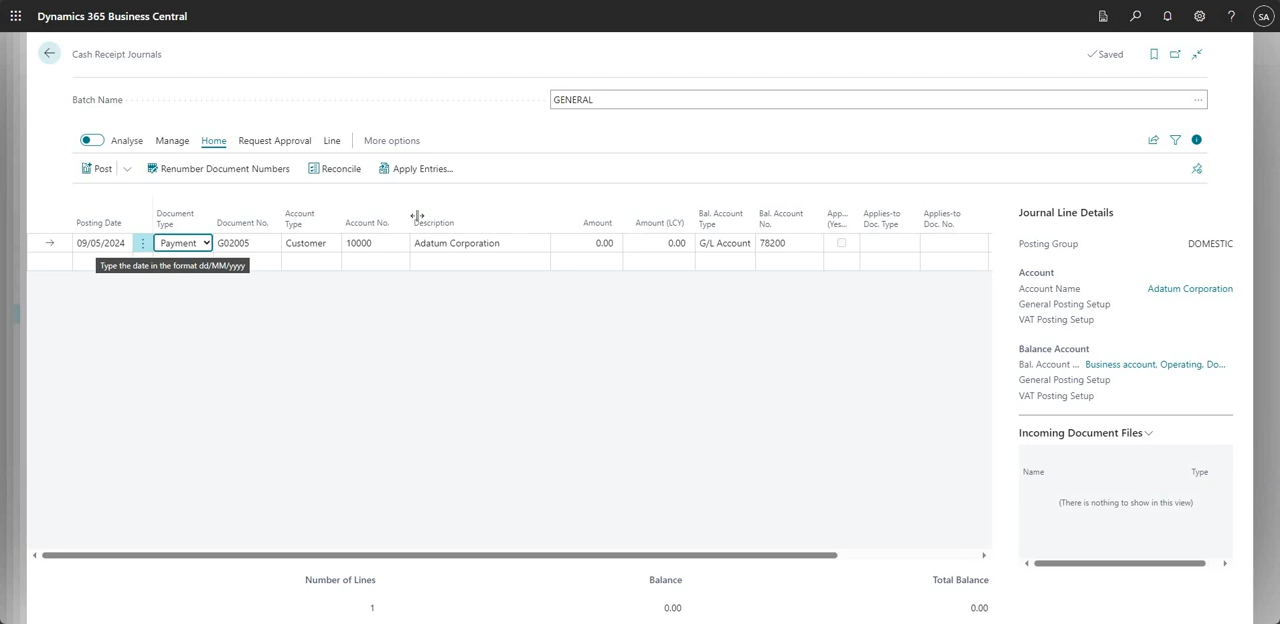 Dynamics 365 Business Central
SA
Cash Receipt Journals
Saved
Batch Name
GENERAL
Analyse Manage Home Request Approval Line More options
Post Renumber Document Numbers Reconcile Apply Entries...
Posting Date Document Type Document No. Account Type Account No. Description Amount Amount (LCY) Bal. Account Type Bal. Account No. App... (Yes... Applies-to Doc. Type Applies-to Doc. No.
09/05/2024 Payment G02005 Customer 10000 Adatum Corporation 0.00 0.00 G/L Account 78200
Type the date in the format dd/MM/yyyy
Journal Line Details
Posting Group DOMESTIC
Account
Account Name Adatum Corporation
General Posting Setup
VAT Posting Setup
Balance Account
Bal. Account ... Business account, Operating, Do...
General Posting Setup
VAT Posting Setup
Incoming Document Files
Name Type
(There is nothing to show in this view)
Number of Lines Balance Total Balance
1 0.00 0.00